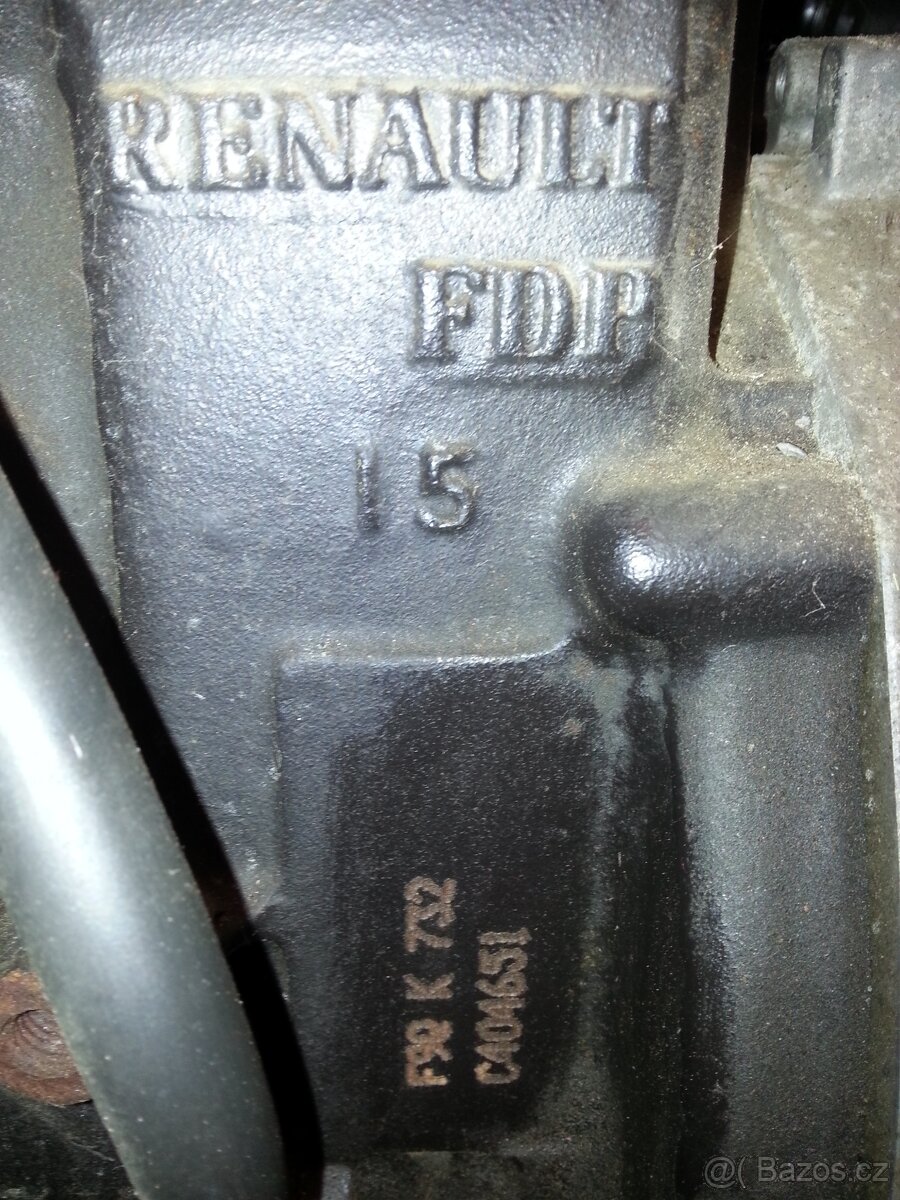 RENAULT
FDP
15
F9Q K 732
C404651
@( Bazos.cz